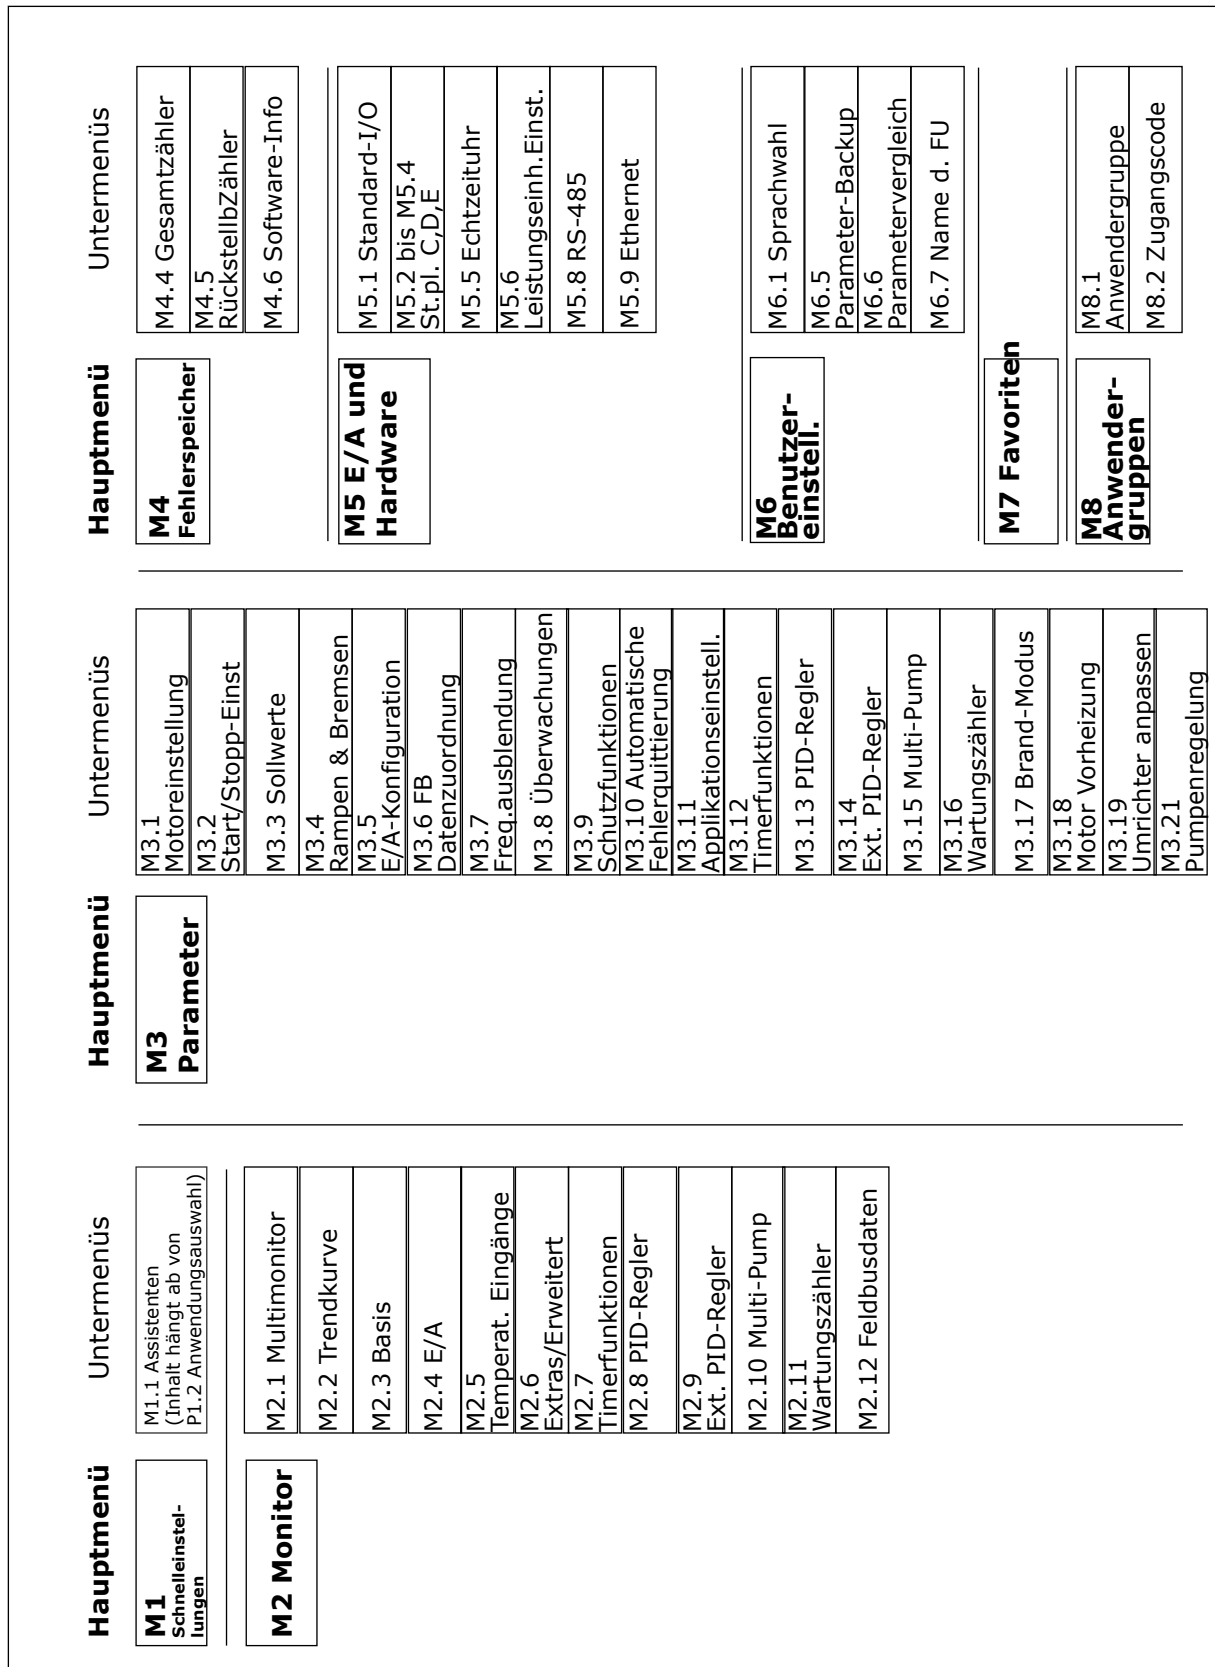 Hauptmenü
Untermenüs
M1
Schnelleinstel-
lungen
M1.1 Assistenten
(Inhalt hängt ab von
P1.2 Anwendungsauswahl)
M2 Monitor
M2.1 Multimonitor
M2.2 Trendkurve
M2.3 Basis
M2.4 E/A
M2.5
Temperat. Eingänge
M2.6
Extras/Erweitert
M2.7
Timerfunktionen
M2.8 PID-Regler
M2.9
Ext. PID-Regler
M2.10 Multi-Pump
M2.11
Wartungszähler
M2.12 Feldbusdaten
Hauptmenü
Untermenüs
M3
Parameter
M3.1
Motoreinstellung
M3.2
Start/Stopp-Einst
M3.3 Sollwerte
M3.4
Rampen & Bremsen
M3.5
E/A-Konfiguration
M3.6 FB
Datenzuordnung
M3.7
Freq.ausblendung
M3.8 Überwachungen
M3.9
Schutzfunktionen
M3.10 Automatische
Fehlerquittierung
M3.11
Applikationseinstell.
M3.12
Timerfunktionen
M3.13 PID-Regler
M3.14
Ext. PID-Regler
M3.15 Multi-Pump
M3.16
Wartungszähler
M3.17 Brand-Modus
M3.18
Motor Vorheizung
M3.19
Umrichter anpassen
M3.21
Pumpenregelung
Hauptmenü
Untermenüs
M4
Fehlerspeicher
M4.4 Gesamtzähler
M4.5
RückstellbZähler
M4.6 Software-Info
M5 E/A und
Hardware
M5.1 Standard-I/O
M5.2 bis M5.4
St.pl. C,D,E
M5.5 Echtzeituhr
M5.6
Leistungseinh.Einst.
M5.8 RS-485
M5.9 Ethernet
M6
Benutzer-
einstell.
M6.1 Sprachwahl
M6.5
Parameter-Backup
M6.6
Parametervergleich
M6.7 Name d. FU
M7 Favoriten
M8
Anwender-
gruppen
M8.1
Anwendergruppe
M8.2 Zugangscode